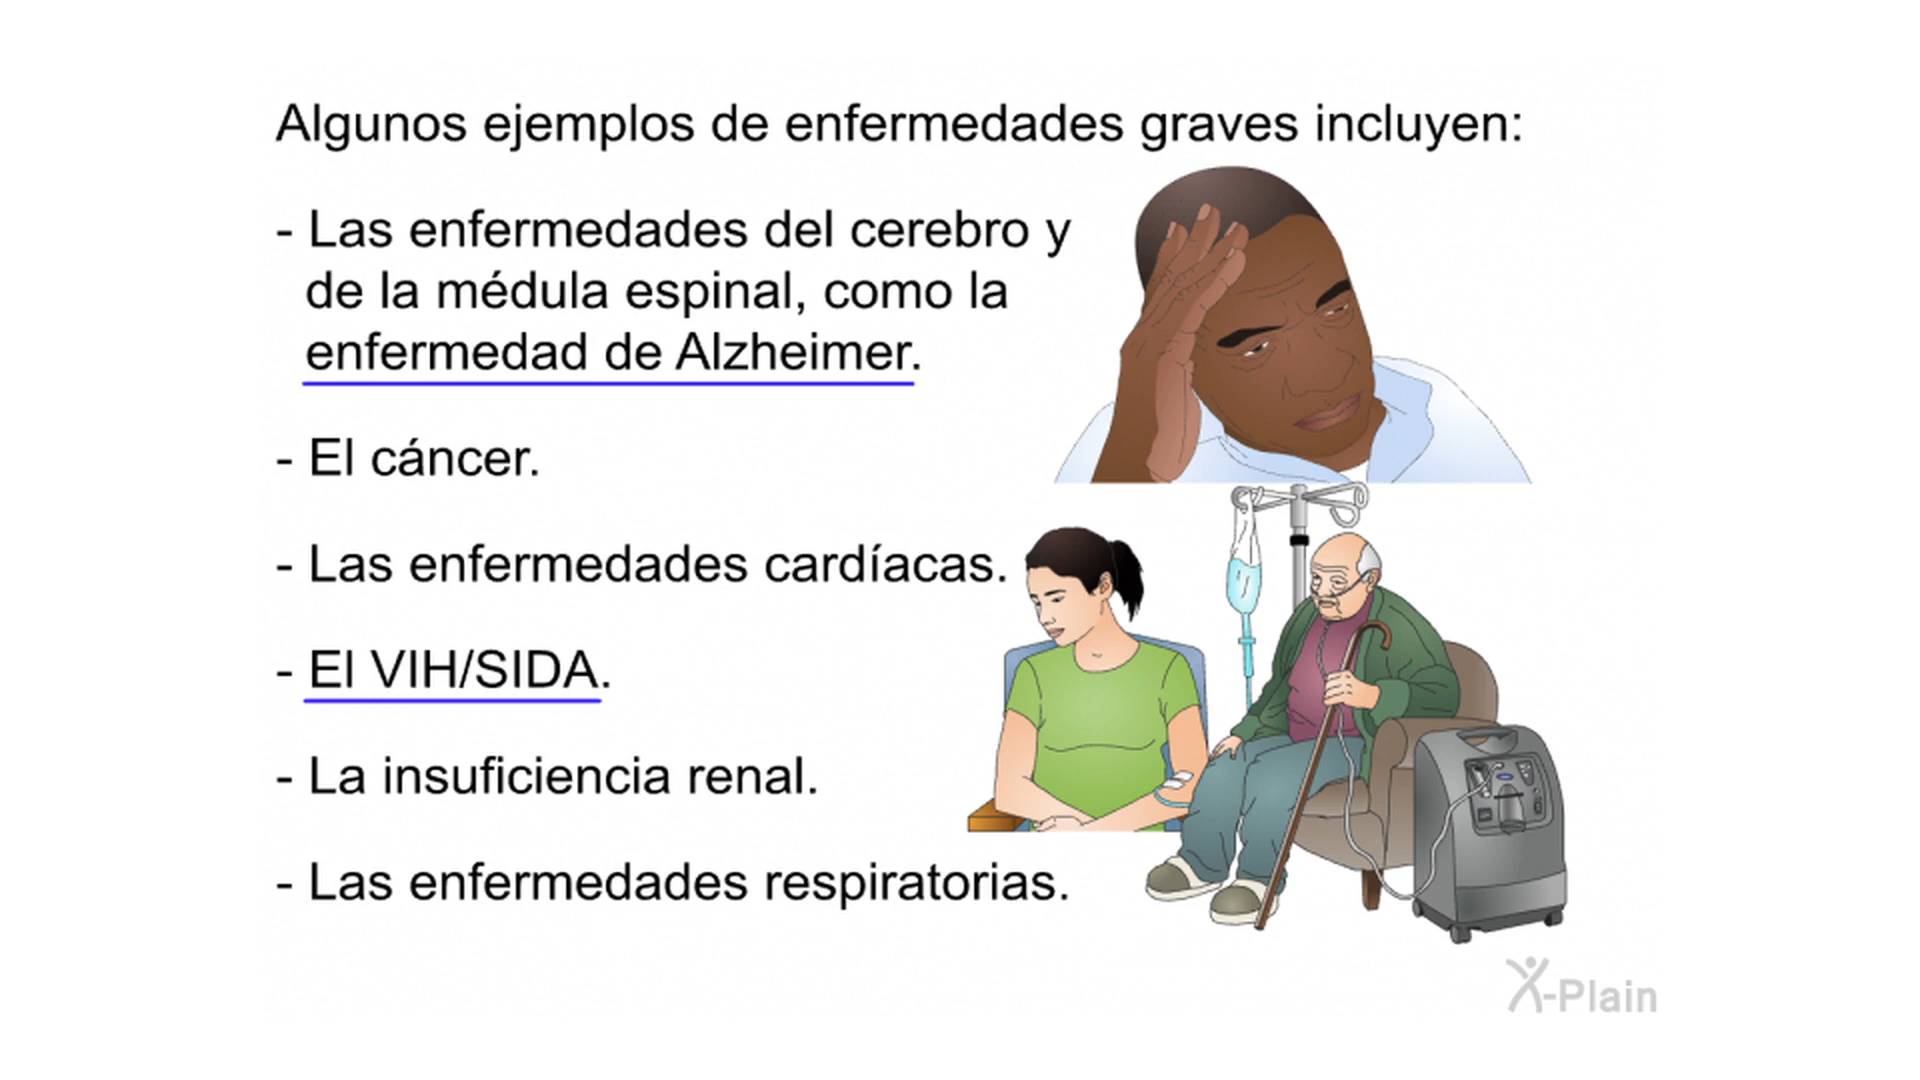 Algunos ejemplos de enfermedades graves incluyen:
- Las enfermedades del cerebro y
de la médula espinal, como la
enfermedad de Alzheimer.
- El cáncer.
- Las enfermedades cardíacas.
- El VIH/SIDA.
- La insuficiencia renal.
- Las enfermedades respiratorias.
X-Plain